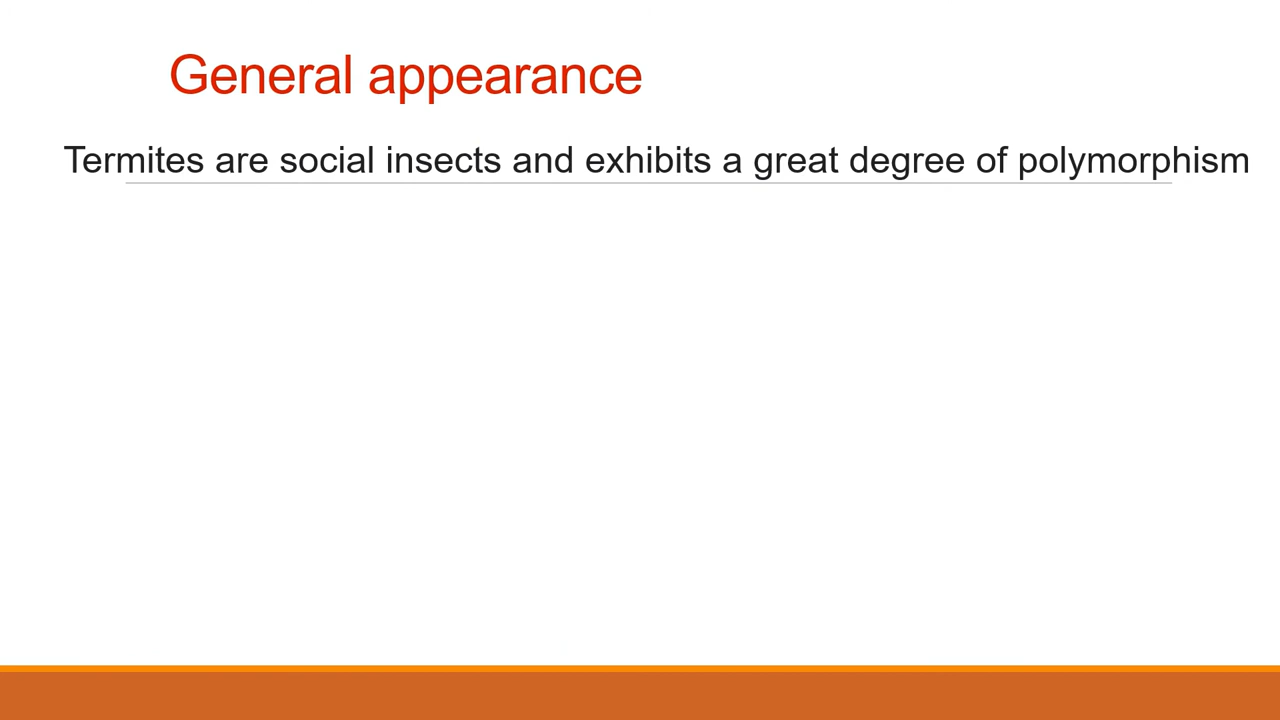 General appearance
Termites are social insects and exhibits a great degree of polymorphism